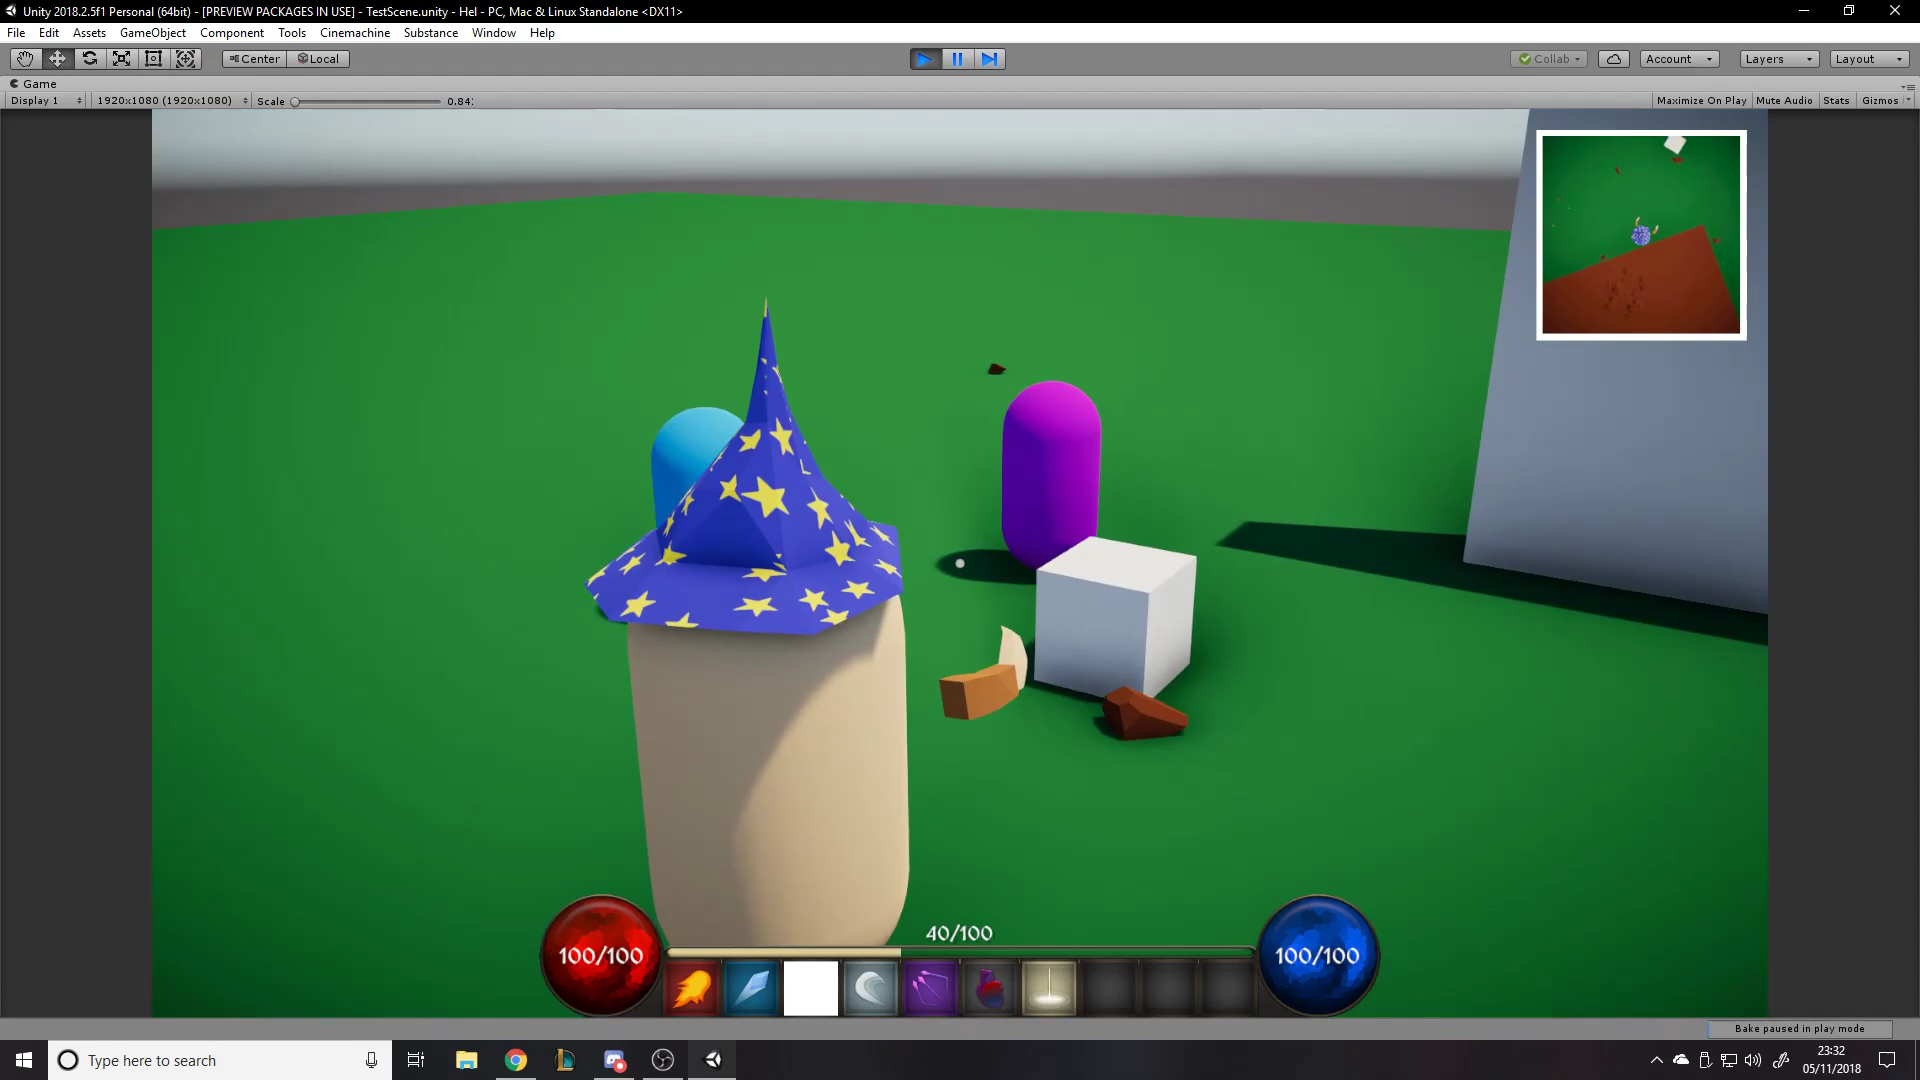 Unity 2018.2.5f1 Personal (64bit) - [PREVIEW PACKAGES IN USE] - TestScene.unity - Hel - PC, Mac & Linux Standalone <DX11>
File Edit Assets GameObject Component Tools Cinemachine Substance Window Help
Center Local Collab Account Layers Layout
Game
Display 1 1920x1080 (1920x1080) Scale 0.84: Maximize On Play Mute Audio Stats Gizmos
40/100
100/100 100/100
Bake paused in play mode
Type here to search
23:32
05/11/2018